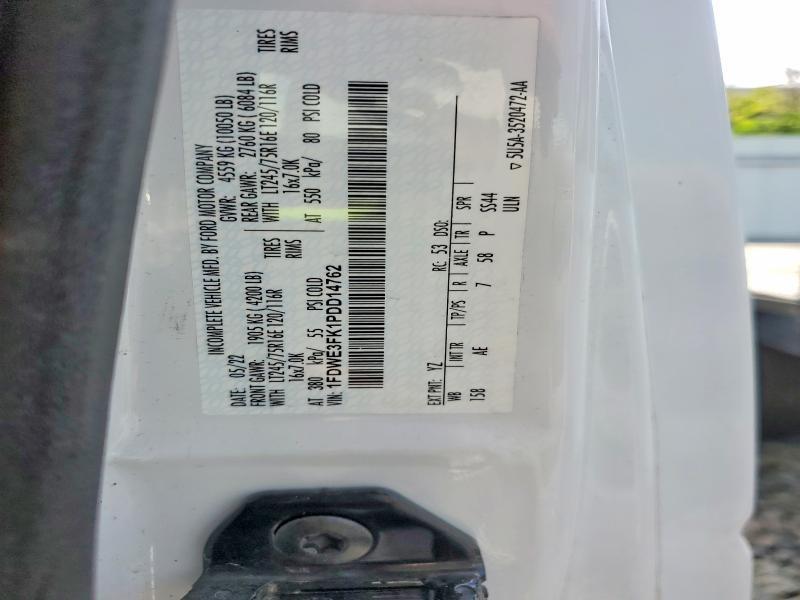 INCOMPLETE VEHICLE MFD. BY FORD MOTOR COMPANY
DATE: 05/22 GVWR: 4559 KG (10050 LB)
FRONT GAWR: 1905 KG (4200 LB) REAR GAWR: 2760 KG (6084 LB)
WITH LT245/75R16E 120/116R TIRES WITH LT245/75R16E 120/116R TIRES
16x7.0K RIMS 16x7.0K RIMS
AT 380 kPa/ 55 PSI COLD AT 550 kPa/ 80 PSI COLD
VIN: 1FDWE3FK1PDD14762
EXT PNT: YZ RC: 53 DSO:
WB INT TR TP/PS R AXLE TR SPR
158 AE 7 58 P SS44
ULN
5U5A-3S20472-AA